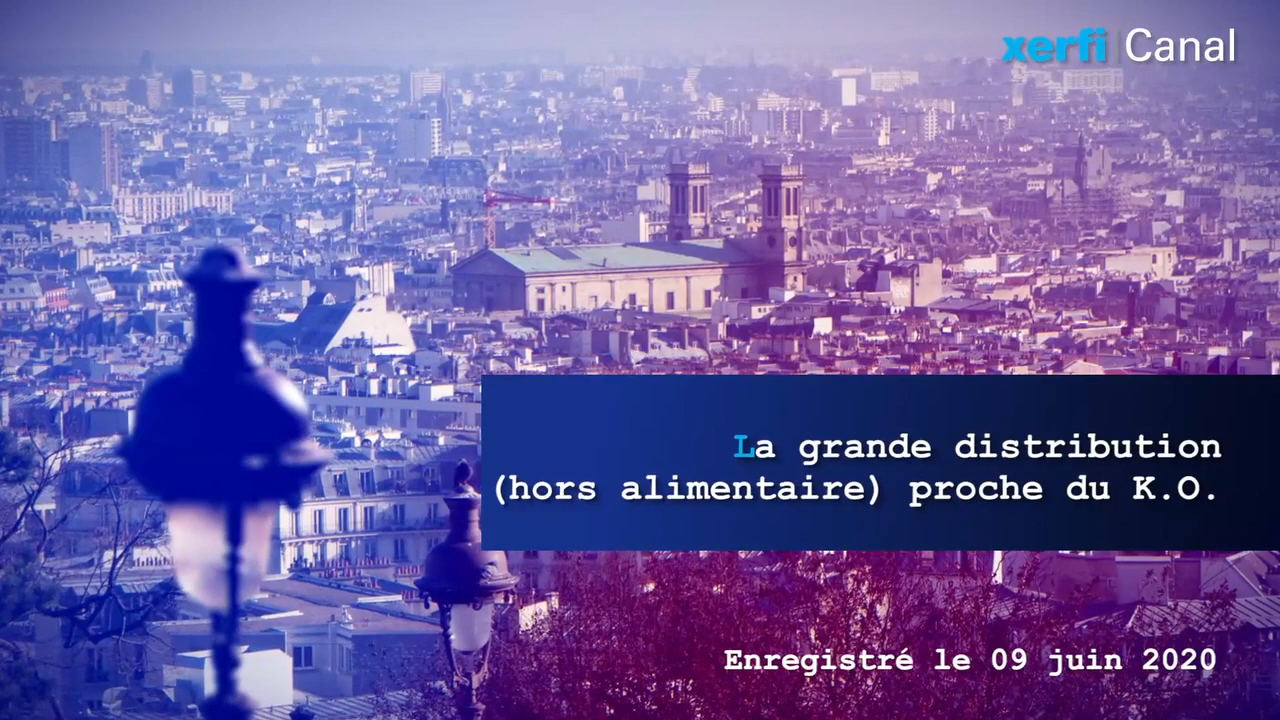 xerfi Canal
La grande distribution
(hors alimentaire) proche du K.O.
Enregistré le 09 juin 2020